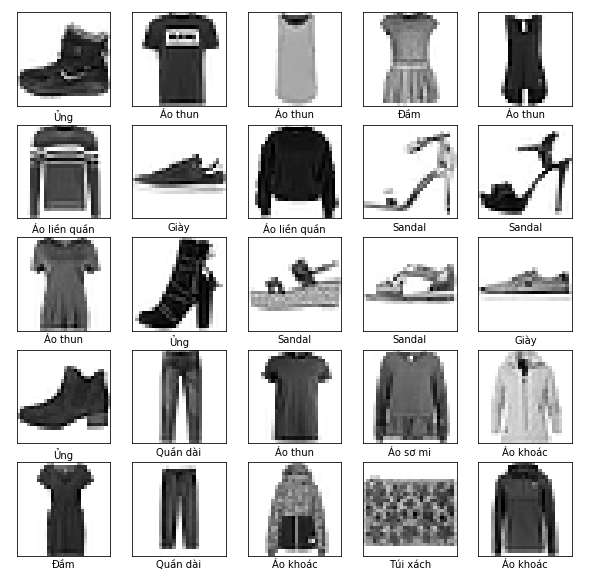 Ủng
Áo thun
Áo thun
Đầm
Áo thun
Áo liền quần
Giày
Áo liền quần
Sandal
Sandal
Áo thun
Ủng
Sandal
Sandal
Giày
Ủng
Quần dài
Áo thun
Áo sơ mi
Áo khoác
Đầm
Quần dài
Áo khoác
Túi xách
Áo khoác